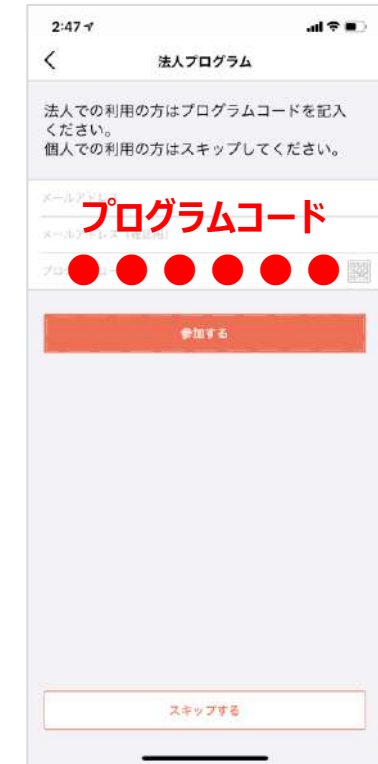 2:47
法人プログラム
法人での利用の方はプログラムコードを記入
ください。
個人での利用の方はスキップしてください。
メールアドレス
プログラムコード
メールアドレス（確認用）
●●●●●●
参加する
スキップする